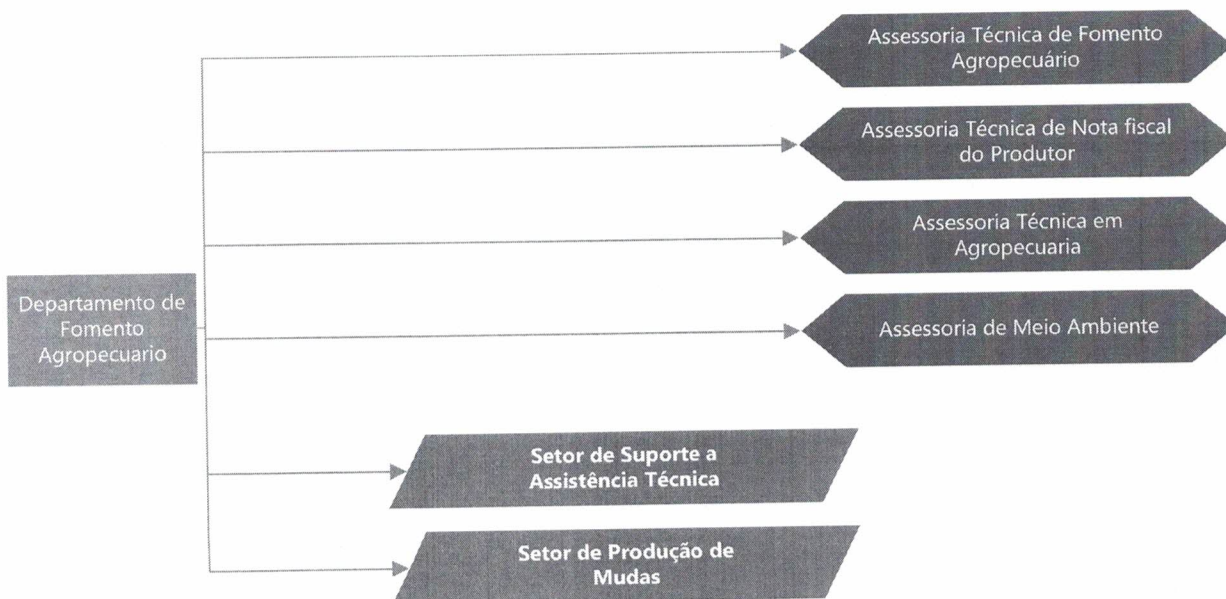 Assessoria Técnica de Fomento
Agropecuário
Assessoria Técnica de Nota fiscal
do Produtor
Assessoria Técnica em
Agropecuaria
Departamento de
Fomento
Agropecuario
Assessoria de Meio Ambiente
Setor de Suporte a
Assistência Técnica
Setor de Produção de
Mudas